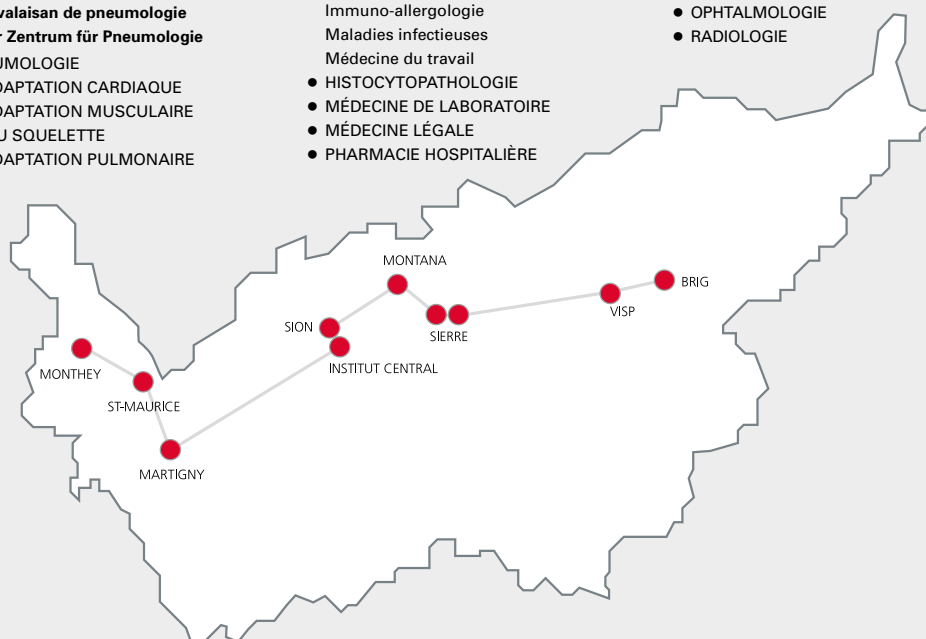 valaisan de pneumologie
r Zentrum für Pneumologie
UMOLOGIE
DAPTATION CARDIAQUE
DAPTATION MUSCULAIRE
U SQUELETTE
DAPTATION PULMONAIRE
Immuno-allergologie
Maladies infectieuses
Médecine du travail
● HISTOCYTOPATHOLOGIE
● MÉDECINE DE LABORATOIRE
● MÉDECINE LÉGALE
● PHARMACIE HOSPITALIÈRE
● OPHTALMOLOGIE
● RADIOLOGIE
MONTANA
BRIG
VISP
SION
SIERRE
INSTITUT CENTRAL
MONTHEY
ST-MAURICE
MARTIGNY